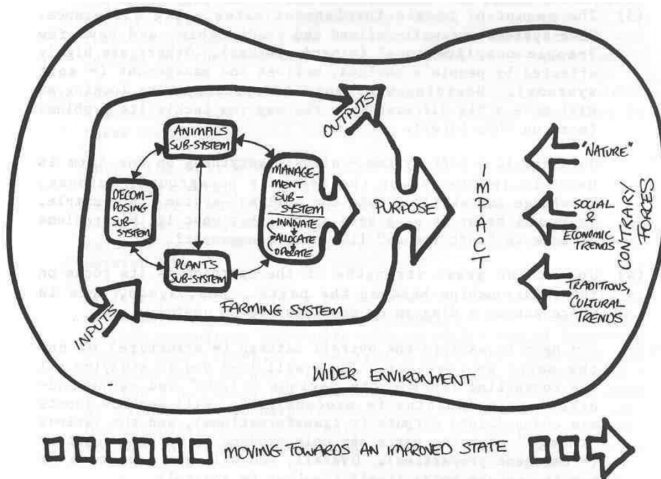 ANIMALS
SUB-SYSTEM
DECOM-
POSING
SUB-
SYSTEM
PLANTS
SUB-SYSTEM
MANAGE-
MENT
SUB-
SYSTEM
INNOVATE
ALLOCATE
OPERATE
INPUTS
OUTPUTS
PURPOSE
FARMING SYSTEM
WIDER ENVIRONMENT
IMPACT
"NATURE"
SOCIAL
&
ECONOMIC TRENDS
TRADITIONS,
CULTURAL
TRENDS
CONTRARY
FORCES
MOVING TOWARDS AN IMPROVED STATE